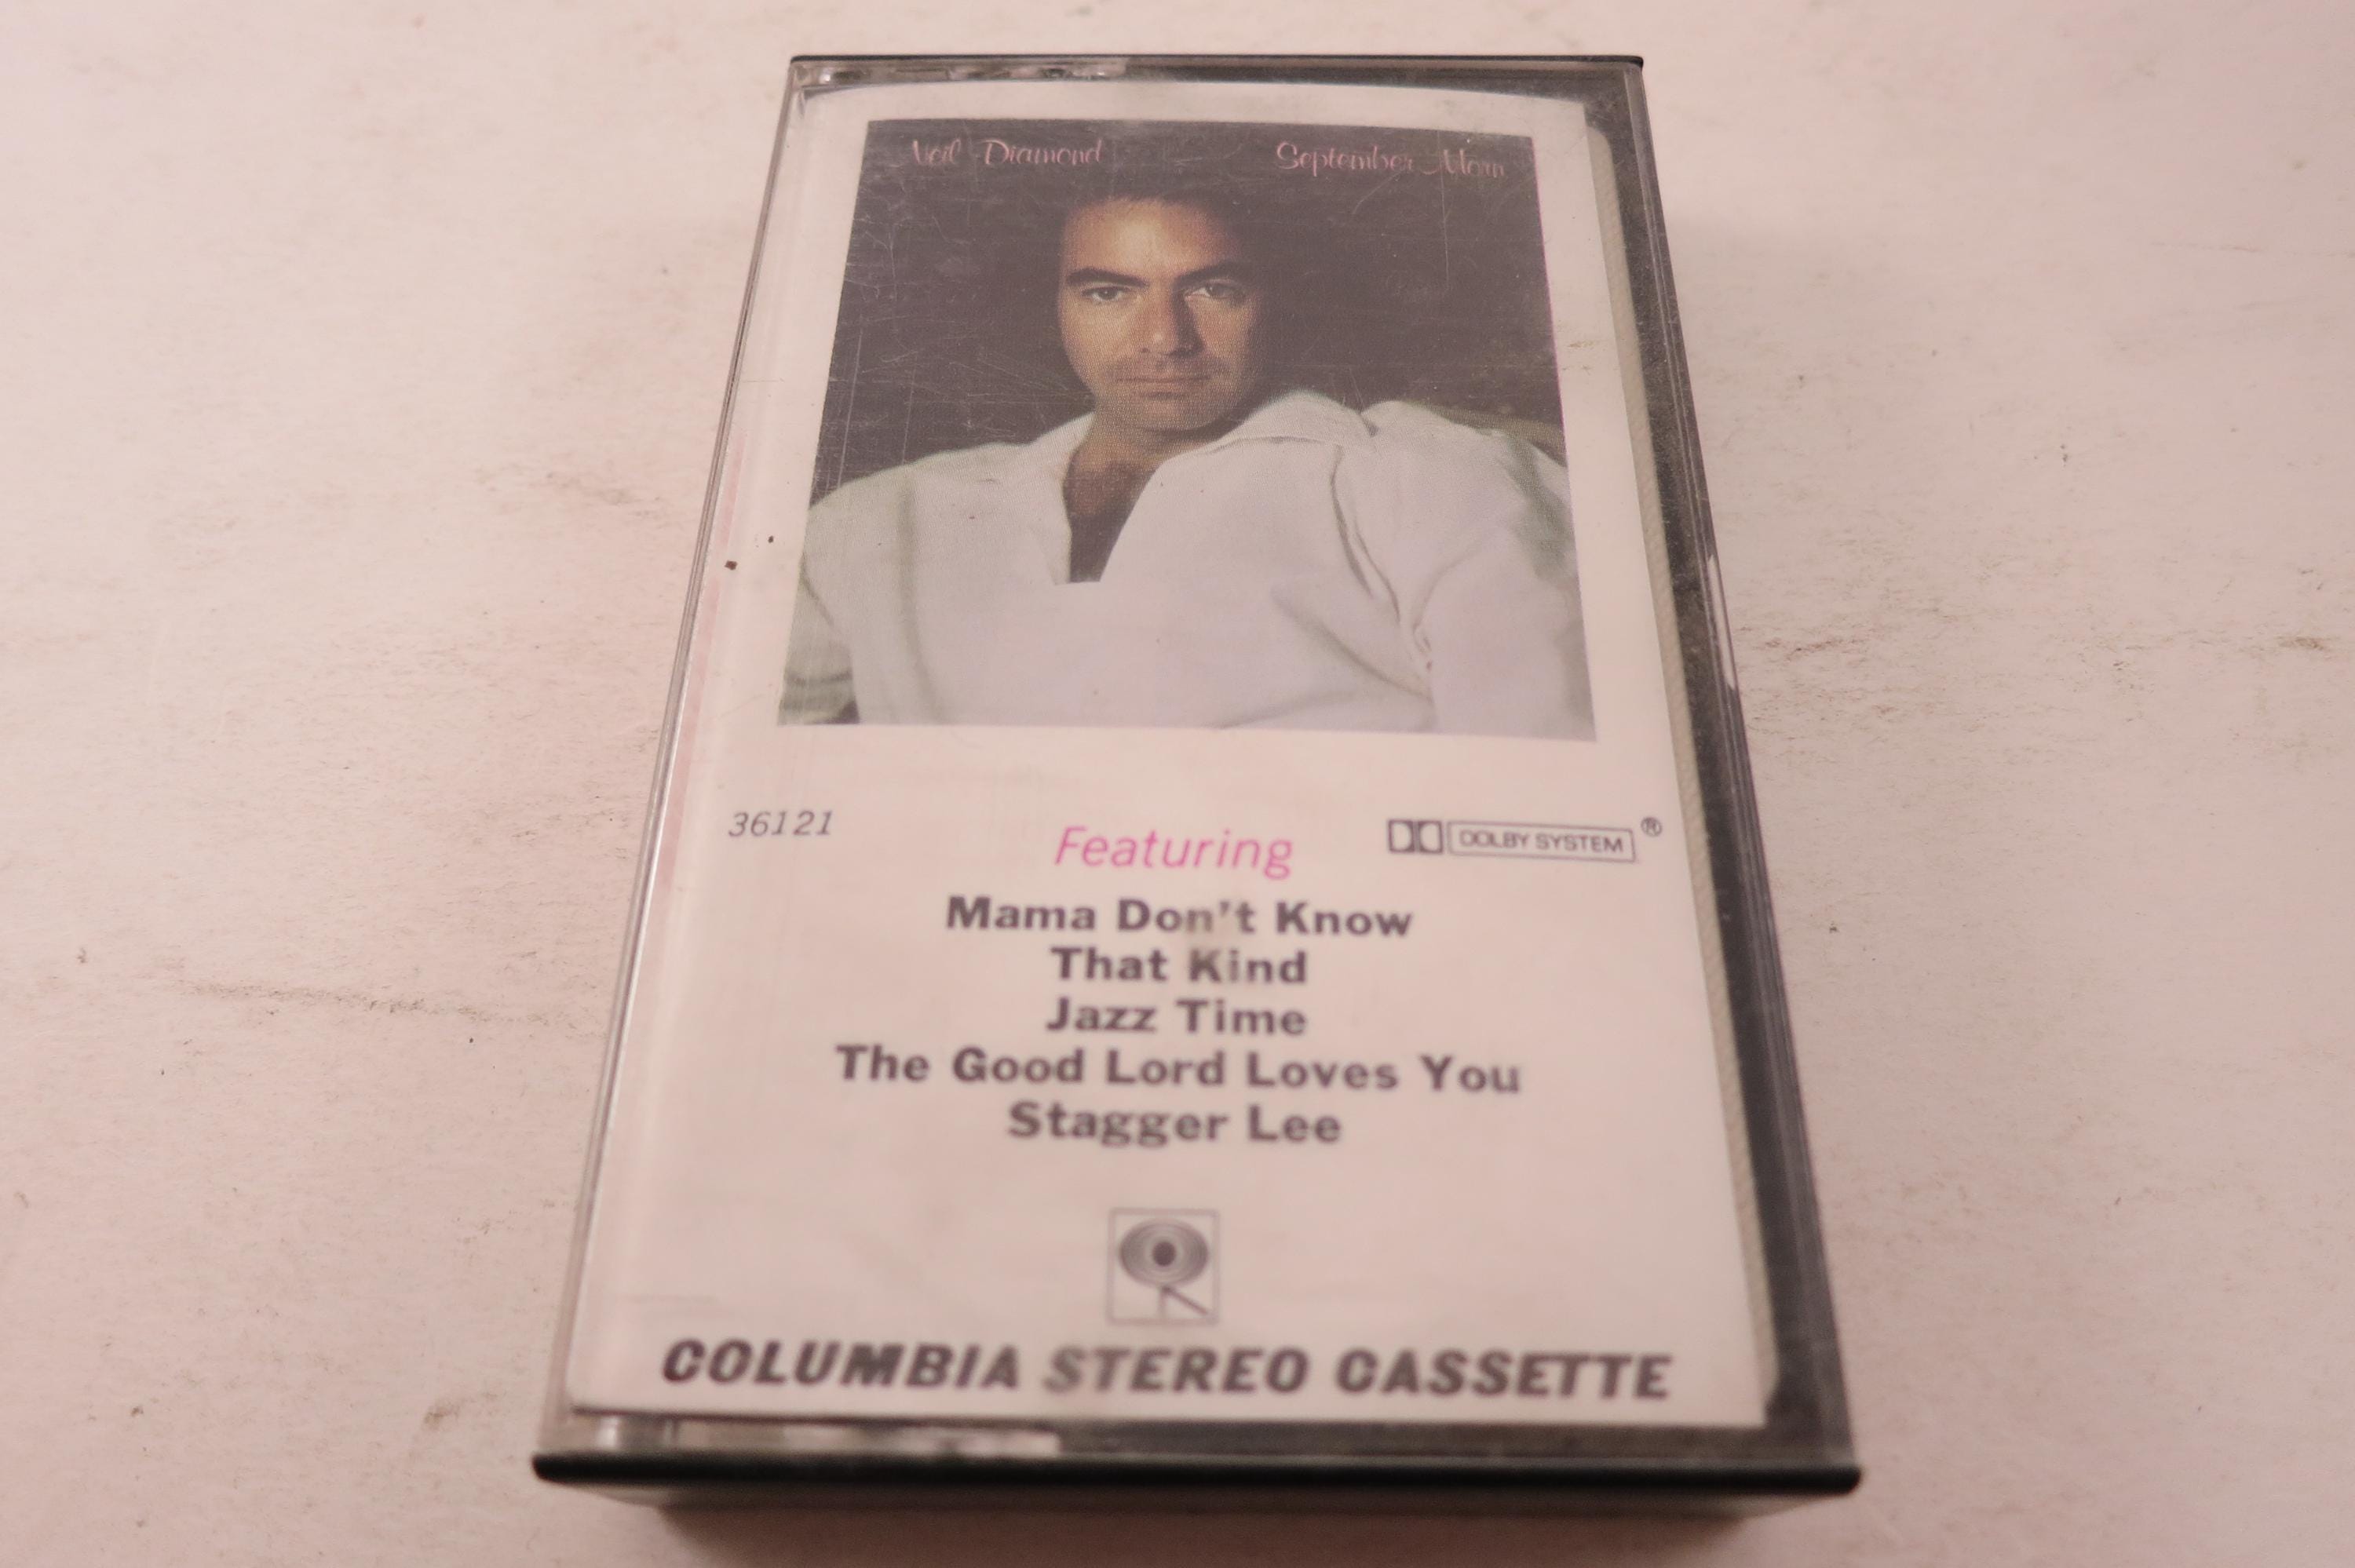 Neil Diamond September Morn
36121
Featuring
DOLBY SYSTEM ®
Mama Don't Know
That Kind
Jazz Time
The Good Lord Loves You
Stagger Lee
COLUMBIA STEREO CASSETTE